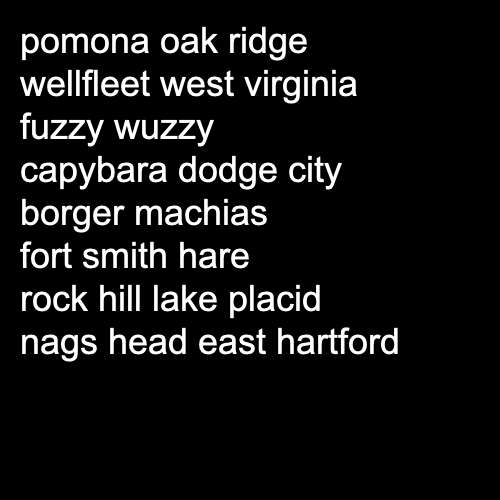 pomona oak ridge
wellfleet west virginia
fuzzy wuzzy
capybara dodge city
borger machias
fort smith hare
rock hill lake placid
nags head east hartford